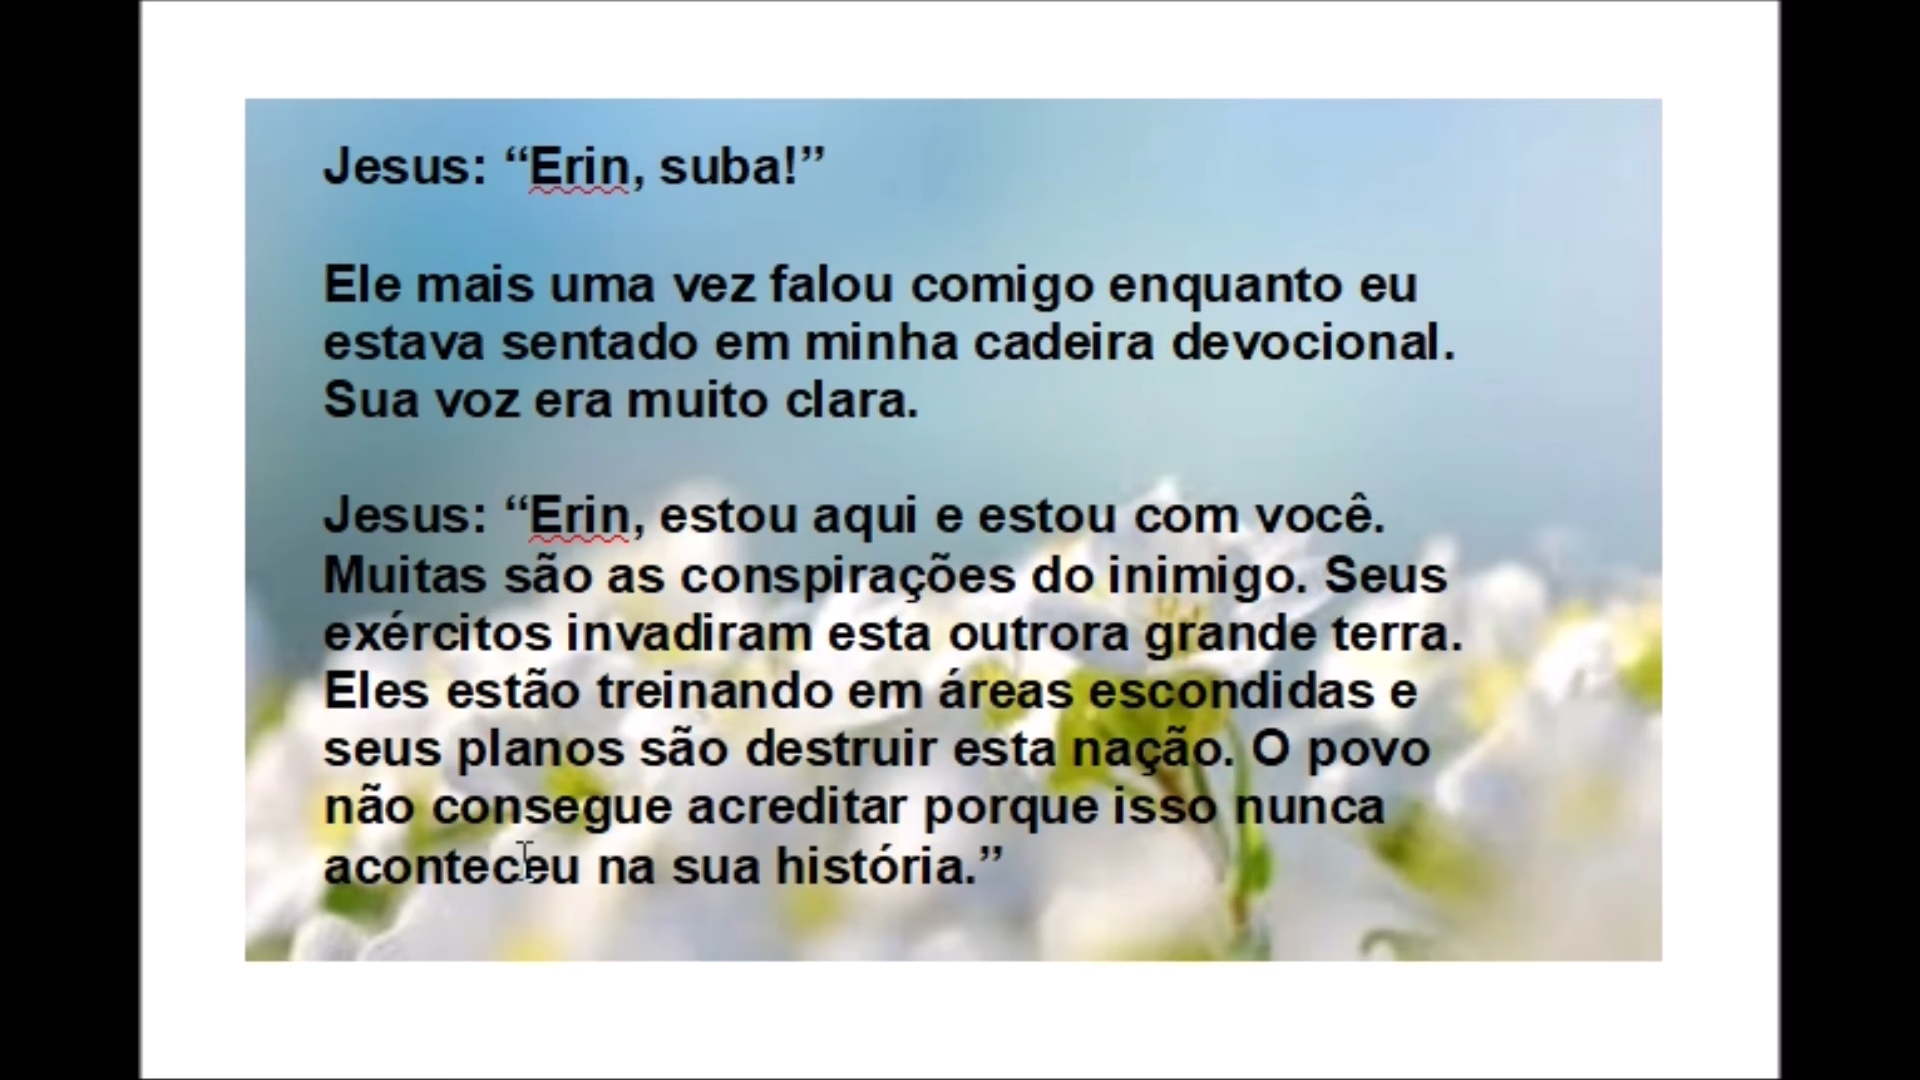 Jesus: “Erin, suba!”
Ele mais uma vez falou comigo enquanto eu
estava sentado em minha cadeira devocional.
Sua voz era muito clara.
Jesus: “Erin, estou aqui e estou com você.
Muitas são as conspirações do inimigo. Seus
exércitos invadiram esta outrora grande terra.
Eles estão treinando em áreas escondidas e
seus planos são destruir esta nação. O povo
não consegue acreditar porque isso nunca
aconteceu na sua história.”